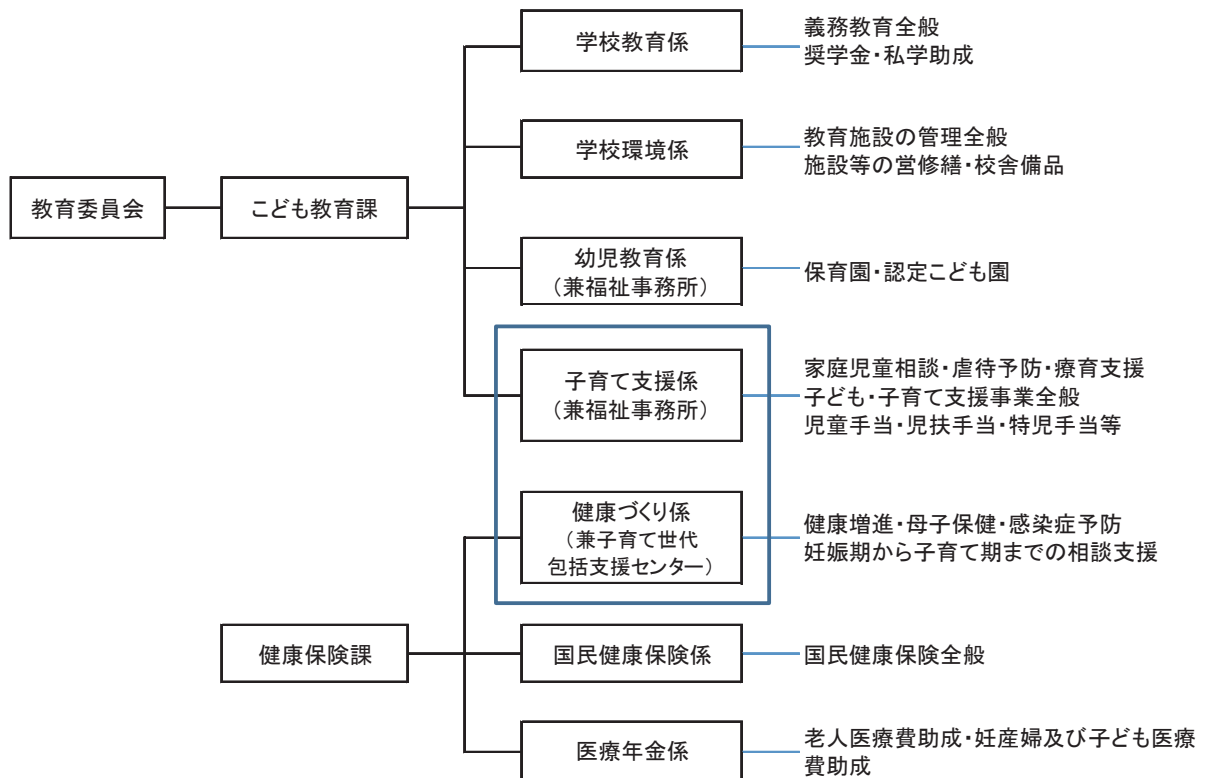 学校教育係
義務教育全般
奨学金・私学助成
学校環境係
教育施設の管理全般
施設等の営修繕・校舎備品
教育委員会
こども教育課
幼児教育係
(兼福祉事務所)
保育園・認定こども園
子育て支援係
(兼福祉事務所)
家庭児童相談・虐待予防・療育支援
子ども・子育て支援事業全般
児童手当・児扶手当・特児手当等
健康づくり係
(兼子育て世代
包括支援センター)
健康増進・母子保健・感染症予防
妊娠期から子育て期までの相談支援
健康保険課
国民健康保険係
国民健康保険全般
医療年金係
老人医療費助成・妊産婦及び子ども医療
費助成